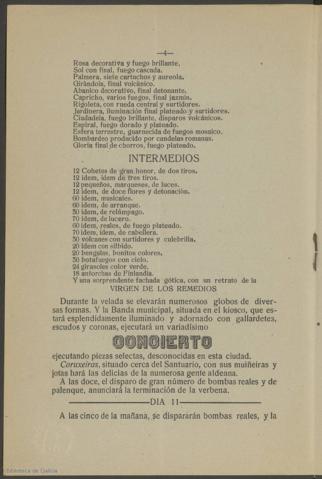 —4—
Rosa decorativa y fuego brillante.
Sol con final, fuego cascada.
Palmera, siete cartuchos y aureola.
Girándola, final volcánico.
Abanico decorativo, final detonante.
Capricho, varios fuegos, final jazmín.
Rigoleta, con rueda central y surtidores.
Jardinera, iluminación final plateado y surtidores.
Ciudadela, fuego brillante, disparos volcánicos.
Espiral, fuego dorado y plateado.
Esfera terrestre, guarnecida de fuegos mosaico.
Bombardeo producido por candelas romanas.
Gloria final de chorros, fuego plateado.
INTERMEDIOS
12 Cohetes de gran honor, de dos tiros.
12 idem, idem de tres tiros.
12 pequeños, marqueses, de luces.
12 idem, de doce flores y detonación.
60 idem, musicales.
60 idem, de arranque.
50 idem, de relámpago.
70 idem, de lucero.
60 idem, reales, de fuego plateado.
70 idem, idem, de cabellera.
50 volcanes con surtidores y culebrilla.
20 idem con silbido.
20 bengalas, bonitos colores.
50 botafuegos con cielo.
24 girasoles color verde.
18 antorchas de Finlandia.
Y una sorprendente fachada gótica, con un retrato de la
VIRGEN DE LOS REMEDIOS
Durante la velada se elevarán numerosos globos de diver-
sas formas. Y la Banda municipal, situada en el kiosco, que es-
tará esplendidamente iluminado y adornado con gallardetes,
escudos y coronas, ejecutará un variadísimo
CONCIERTO
ejecutando piezas selectas, desconocidas en esta ciudad.
Coruxeiras, situado cerca del Santuario, con sus muiñeiras y
jotas hará las delicias de la numerosa gente aldeana.
A las doce, el disparo de gran número de bombas reales y de
palenque, anunciará la terminación de la verbena.
DIA 11
A las cinco de la mañana, se dispararán bombas reales, y la
Biblioteca de Galicia